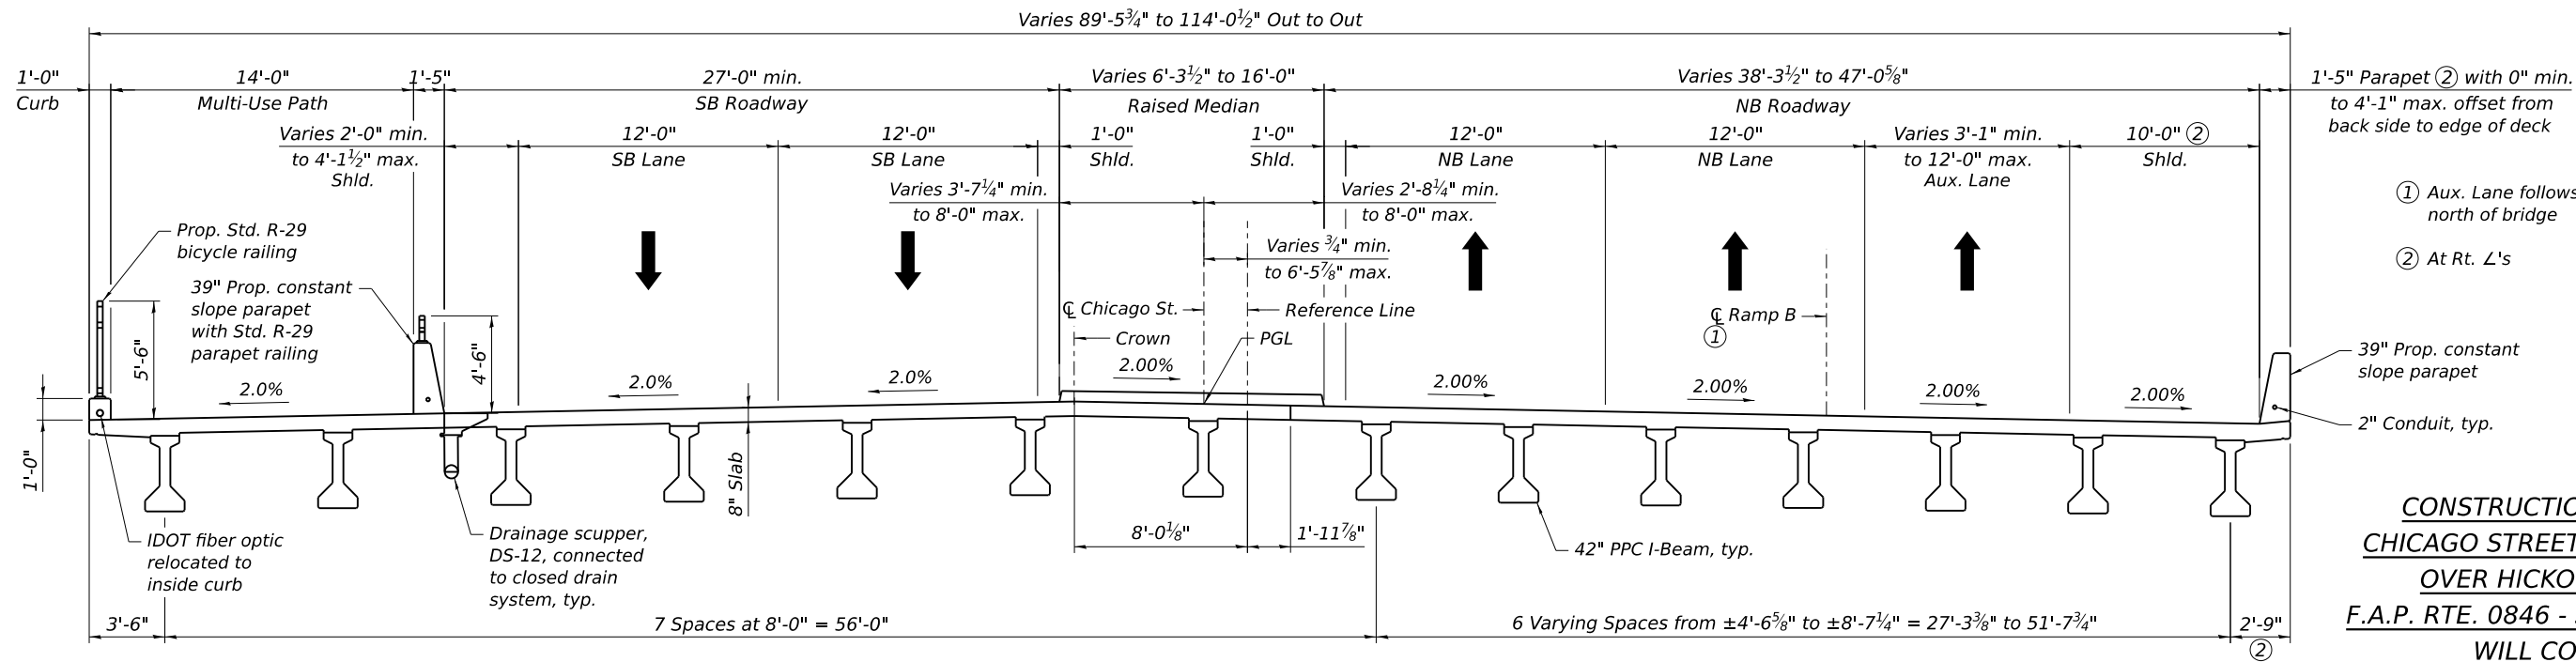 Varies 89'-5¾" to 114'-0½" Out to Out
1'-0"
Curb
14'-0"
Multi-Use Path
1'-5"
27'-0" min.
SB Roadway
Varies 6'-3½" to 16'-0"
Raised Median
Varies 38'-3½" to 47'-0⅝"
NB Roadway
1'-5" Parapet ② with 0" min.
to 4'-1" max. offset from
back side to edge of deck
Varies 2'-0" min.
to 4'-1½" max.
Shld.
12'-0"
SB Lane
12'-0"
SB Lane
1'-0"
Shld.
1'-0"
Shld.
12'-0"
NB Lane
12'-0"
NB Lane
Varies 3'-1" min.
to 12'-0" max.
Aux. Lane
10'-0" ②
Shld.
Varies 3'-7¼" min.
to 8'-0" max.
Varies 2'-8¼" min.
to 8'-0" max.
① Aux. Lane follows
north of bridge
② At Rt. ∠'s
Prop. Std. R-29
bicycle railing
39" Prop. constant
slope parapet
with Std. R-29
parapet railing
Varies ¾" min.
to 6'-5⅞" max.
℄ Chicago St.
Reference Line
℄ Ramp B
①
Crown
PGL
5'-6"
4'-6"
39" Prop. constant
slope parapet
2.0%
2.0%
2.0%
2.00%
2.00%
2.00%
2.00%
2.00%
2" Conduit, typ.
1'-0"
8" Slab
IDOT fiber optic
relocated to
inside curb
Drainage scupper,
DS-12, connected
to closed drain
system, typ.
8'-0⅛"
1'-11⅞"
42" PPC I-Beam, typ.
3'-6"
7 Spaces at 8'-0" = 56'-0"
6 Varying Spaces from ±4'-6⅝" to ±8'-7¼" = 27'-3⅜" to 51'-7¾"
2'-9"
②
CONSTRUCTIO
CHICAGO STREET
OVER HICKO
F.A.P. RTE. 0846 -
WILL CO